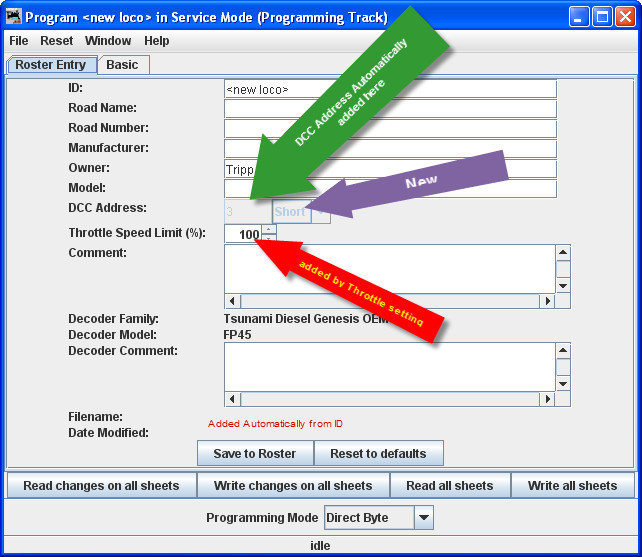 Program <new loco> in Service Mode (Programming Track)
File Reset Window Help
Roster Entry Basic
ID: <new loco>
Road Name:
Road Number:
Manufacturer:
Owner: Tripp
Model:
DCC Address: 3 Short
Throttle Speed Limit (%): 100
Comment:
Decoder Family: Tsunami Diesel Genesis OEM
Decoder Model: FP45
Decoder Comment:
Filename:
Added Automatically from ID
Date Modified:
Save to Roster Reset to defaults
Read changes on all sheets Write changes on all sheets Read all sheets Write all sheets
Programming Mode Direct Byte
idle
DCC Address Automatically
added here
New
added by Throttle setting